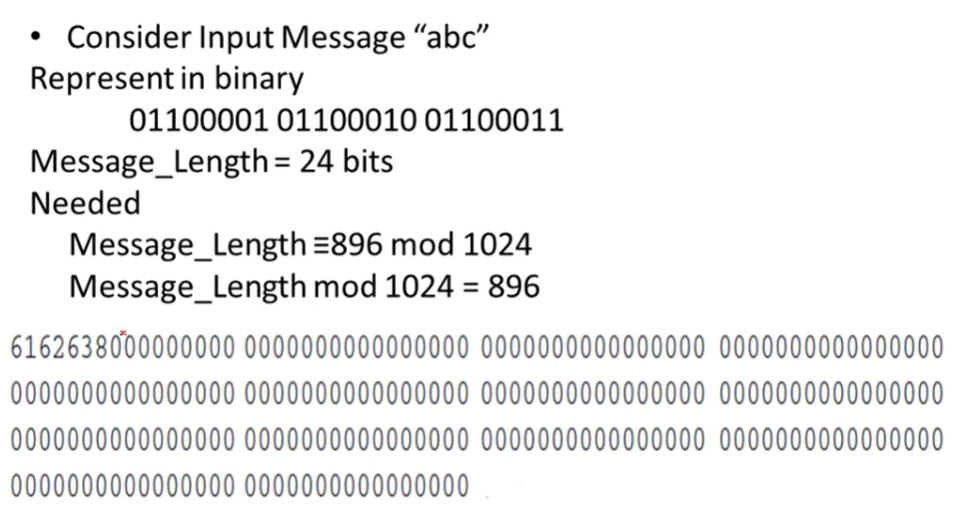 • Consider Input Message “abc”
Represent in binary
01100001 01100010 01100011
Message_Length = 24 bits
Needed
Message_Length ≡896 mod 1024
Message_Length mod 1024 = 896
6162638000000000 0000000000000000 0000000000000000 0000000000000000
0000000000000000 0000000000000000 0000000000000000 0000000000000000
0000000000000000 0000000000000000 0000000000000000 0000000000000000
0000000000000000 0000000000000000